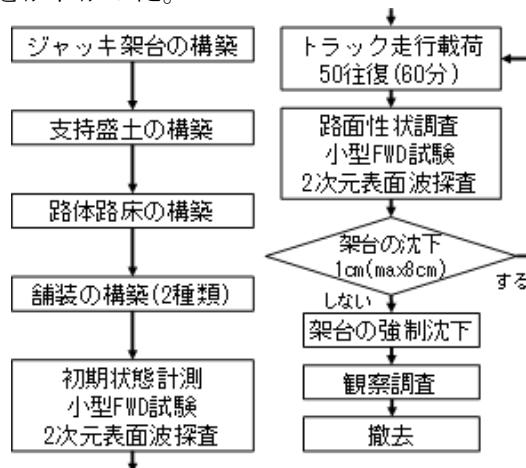 ジャッキ架台の構築
支持盛土の構築
路体路床の構築
舗装の構築(2種類)
初期状態計測
小型FWD試験
2次元表面波探査
トラック走行載荷
50往復(60分)
路面性状調査
小型FWD試験
2次元表面波探査
架台の沈下
1cm(max8cm)
する
しない
架台の強制沈下
観察調査
撤去